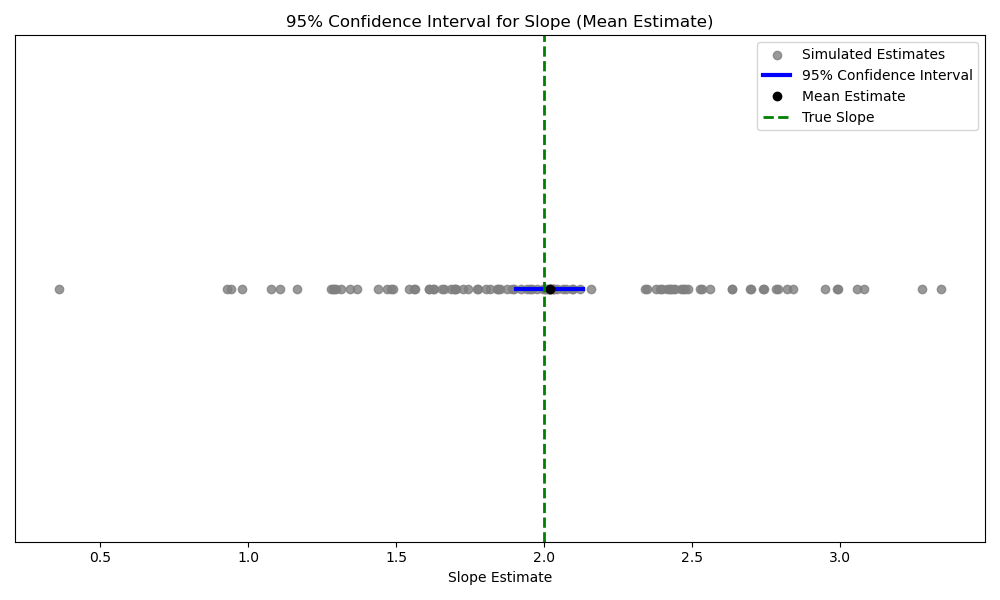 95% Confidence Interval for Slope (Mean Estimate)
Simulated Estimates
95% Confidence Interval
Mean Estimate
True Slope
0.5 1.0 1.5 2.0 2.5 3.0
Slope Estimate